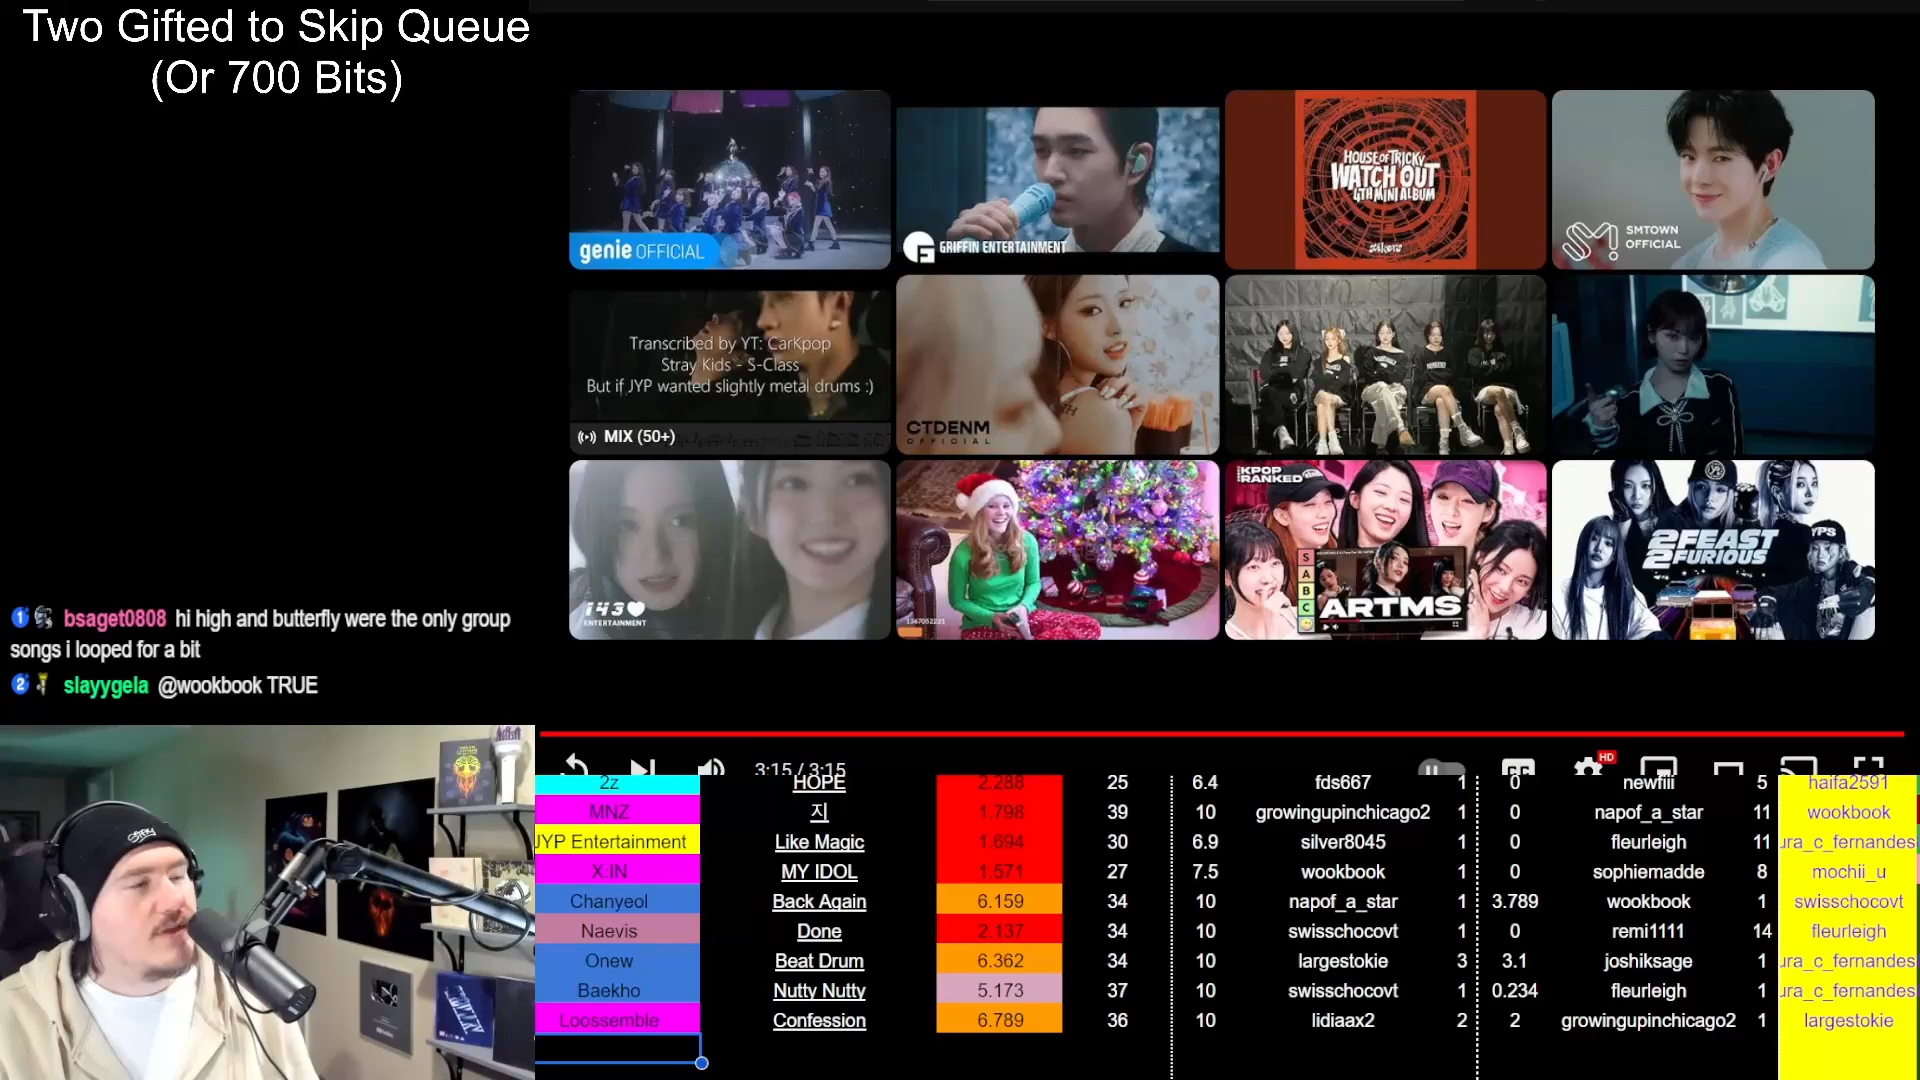 Two Gifted to Skip Queue
(Or 700 Bits)
genie OFFICIAL
GRIFFIN ENTERTAINMENT
HOUSE OF TRICKY
WATCH OUT
4TH MINI ALBUM
SMTOWN
OFFICIAL
Transcribed by YT: CarKpop
Stray Kids - S-Class
But if JYP wanted slightly metal drums :)
MIX (50+)
CTDENM
OFFICIAL
143
ENTERTAINMENT
1367052221
KPOP
RANKED
S
A
B
C
ARTMS
2FEAST
2FURIOUS
bsaget0808 hi high and butterfly were the only group
songs i looped for a bit
slayygela @wookbook TRUE
3:15 / 3:15
HD
2z HOPE 2.288 25 6.4 fds667 1 0 newfiii 5 haifa2591
MNZ 지 1.798 39 10 growingupinchicago2 1 0 napof_a_star 11 wookbook
JYP Entertainment Like Magic 1.694 30 6.9 silver8045 1 0 fleurleigh 11 ura_c_fernandes
X:IN MY IDOL 1.571 27 7.5 wookbook 1 0 sophiemadde 8 mochii_u
Chanyeol Back Again 6.159 34 10 napof_a_star 1 3.789 wookbook 1 swisschocovt
Naevis Done 2.137 34 10 swisschocovt 1 0 remi1111 14 fleurleigh
Onew Beat Drum 6.362 34 10 largestokie 3 3.1 joshiksage 1 ura_c_fernandes
Baekho Nutty Nutty 5.173 37 10 swisschocovt 1 0.234 fleurleigh 1 ura_c_fernandes
Loossemble Confession 6.789 36 10 lidiaax2 2 2 growingupinchicago2 1 largestokie